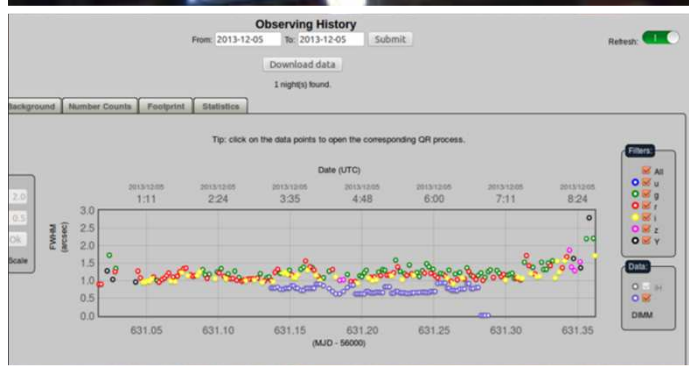 Observing History
From: 2013-12-05 To: 2013-12-05 Submit
Refresh:
Download data
1 night(s) found.
Background Number Counts Footprint Statistics
Tip: click on the data points to open the corresponding QR process.
Filters:
All
u
g
r
i
z
Y
Date (UTC)
2013/12/05 2013/12/05 2013/12/05 2013/12/05 2013/12/05 2013/12/05 2013/12/05
1:11 2:24 3:35 4:48 6:00 7:11 8:24
2.0
0.5
Ok
Scale
FWHM
(arcsec)
3.0
2.5
2.0
1.5
1.0
0.5
0.0
631.05 631.10 631.15 631.20 631.25 631.30 631.35
(MJD - 56000)
Data:
DIMM